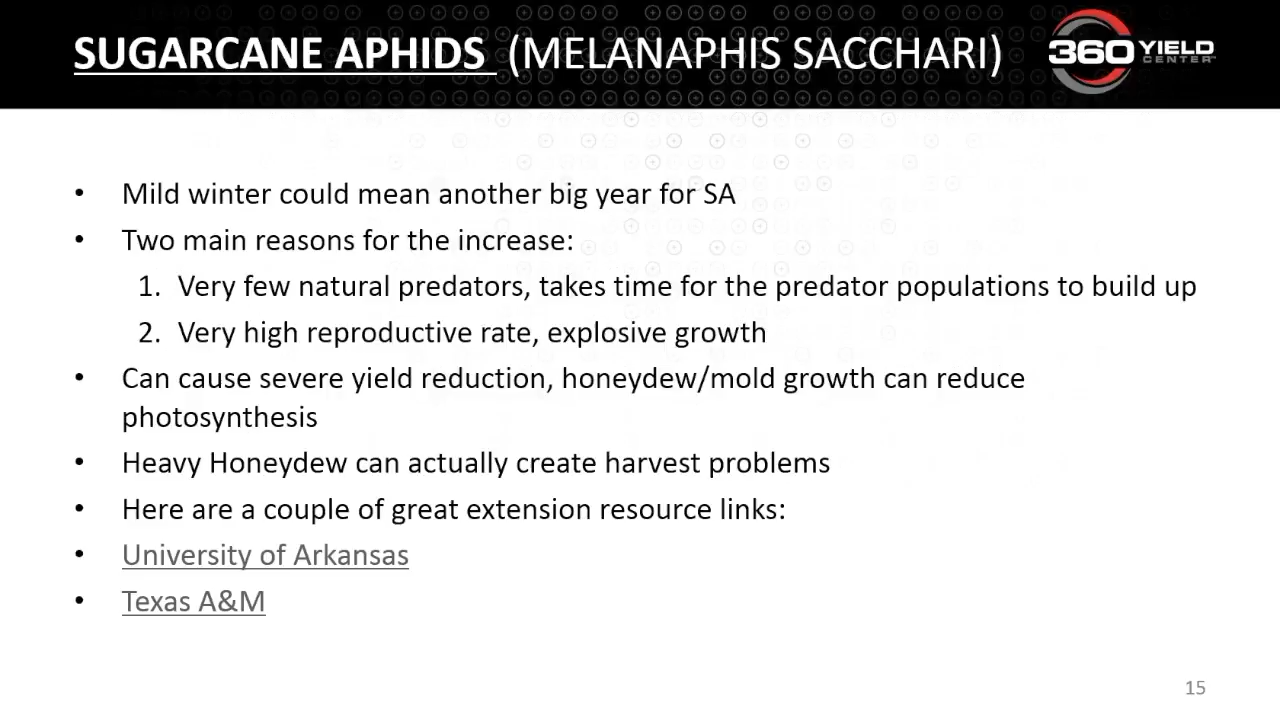 SUGARCANE APHIDS (MELANAPHIS SACCHARI)
360 YIELD CENTER
• Mild winter could mean another big year for SA
• Two main reasons for the increase:
1. Very few natural predators, takes time for the predator populations to build up
2. Very high reproductive rate, explosive growth
• Can cause severe yield reduction, honeydew/mold growth can reduce
photosynthesis
• Heavy Honeydew can actually create harvest problems
• Here are a couple of great extension resource links:
• University of Arkansas
• Texas A&M
15